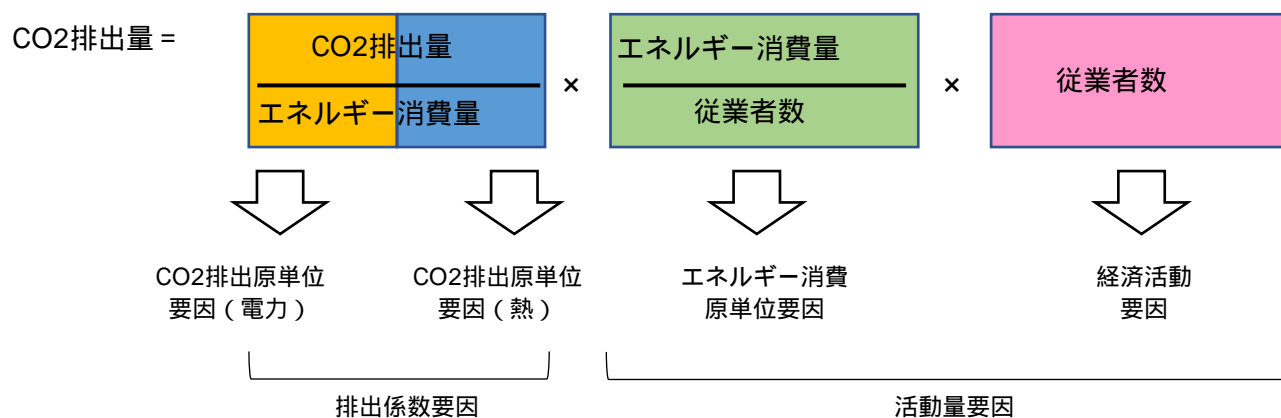 CO2排出量 =
CO2排出量
エネルギー消費量
×
エネルギー消費量
従業者数
×
従業者数
CO2排出原単位
要因(電力)
CO2排出原単位
要因(熱)
エネルギー消費
原単位要因
経済活動
要因
排出係数要因
活動量要因